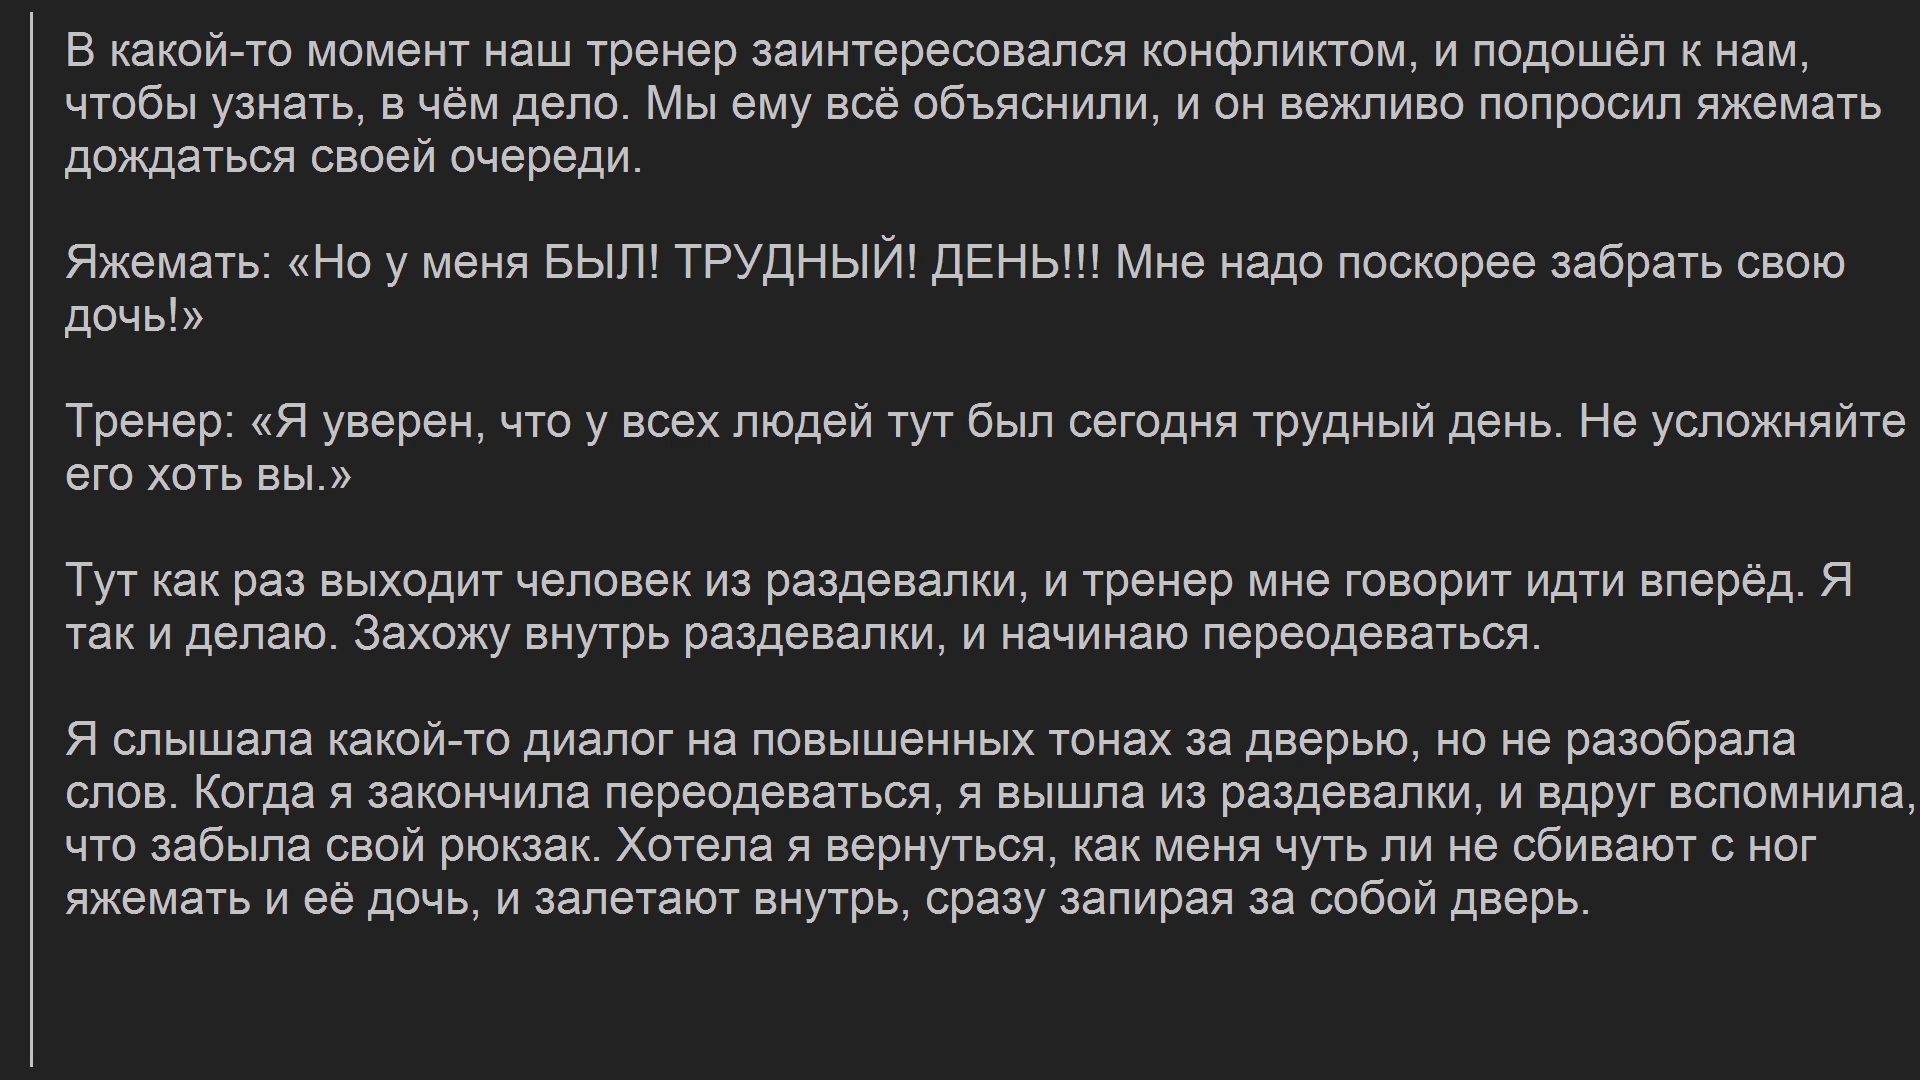 В какой-то момент наш тренер заинтересовался конфликтом, и подошёл к нам,
чтобы узнать, в чём дело. Мы ему всё объяснили, и он вежливо попросил яжемать
дождаться своей очереди.
Яжемать: «Но у меня БЫЛ! ТРУДНЫЙ! ДЕНЬ!!! Мне надо поскорее забрать свою
дочь!»
Тренер: «Я уверен, что у всех людей тут был сегодня трудный день. Не усложняйте
его хоть вы.»
Тут как раз выходит человек из раздевалки, и тренер мне говорит идти вперёд. Я
так и делаю. Захожу внутрь раздевалки, и начинаю переодеваться.
Я слышала какой-то диалог на повышенных тонах за дверью, но не разобрала
слов. Когда я закончила переодеваться, я вышла из раздевалки, и вдруг вспомнила,
что забыла свой рюкзак. Хотела я вернуться, как меня чуть ли не сбивают с ног
яжемать и её дочь, и залетают внутрь, сразу запирая за собой дверь.